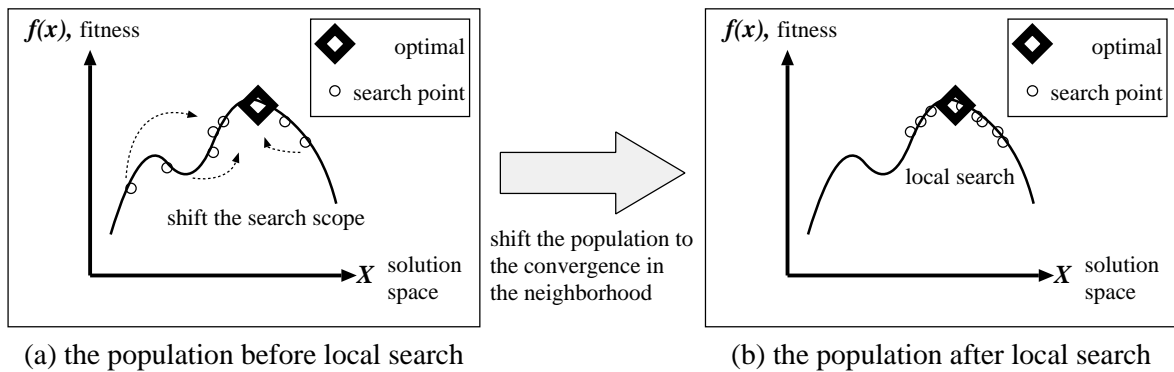 f(x), fitness
optimal
search point
shift the search scope
X solution
space
(a) the population before local search
shift the population to
the convergence in
the neighborhood
f(x), fitness
optimal
search point
local search
X solution
space
(b) the population after local search